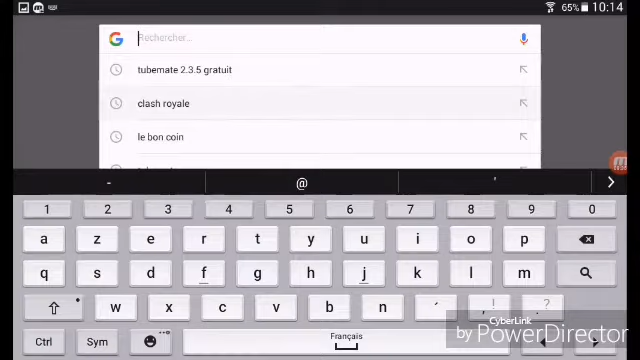 65% 10:14
Rechercher...
tubemate 2.3.5 gratuit
clash royale
le bon coin
- @ '
1 2 3 4 5 6 7 8 9 0
a z e r t y u i o p
q s d f g h j k l m
w x c v b n ' ! ?
Ctrl Sym Français
CyberLink
by PowerDirector